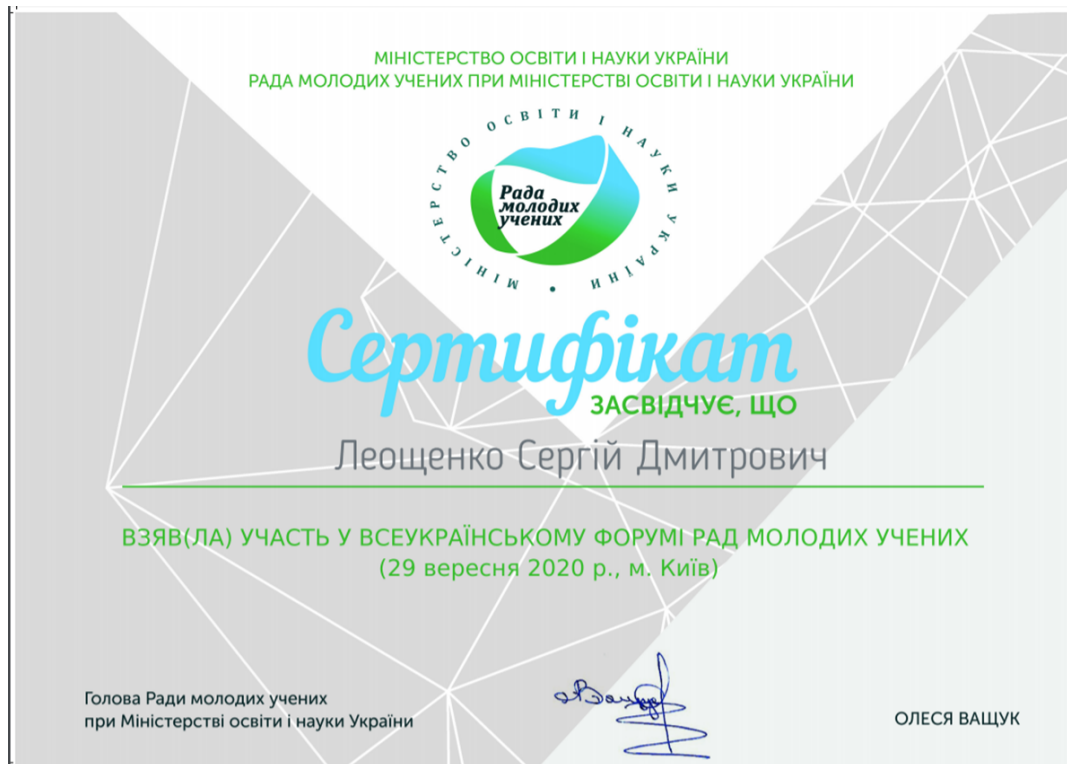 МІНІСТЕРСТВО ОСВІТИ І НАУКИ УКРАЇНИ
РАДА МОЛОДИХ УЧЕНИХ ПРИ МІНІСТЕРСТВІ ОСВІТИ І НАУКИ УКРАЇНИ
МІНІСТЕРСТВО ОСВІТИ І НАУКИ УКРАЇНИ •
Рада
молодих
учених
Сертифікат
ЗАСВІДЧУЄ, ЩО
Леощенко Сергій Дмитрович
ВЗЯВ(ЛА) УЧАСТЬ У ВСЕУКРАЇНСЬКОМУ ФОРУМІ РАД МОЛОДИХ УЧЕНИХ
(29 вересня 2020 р., м. Київ)
Голова Ради молодих учених
при Міністерстві освіти і науки України
ОЛЕСЯ ВАЩУК